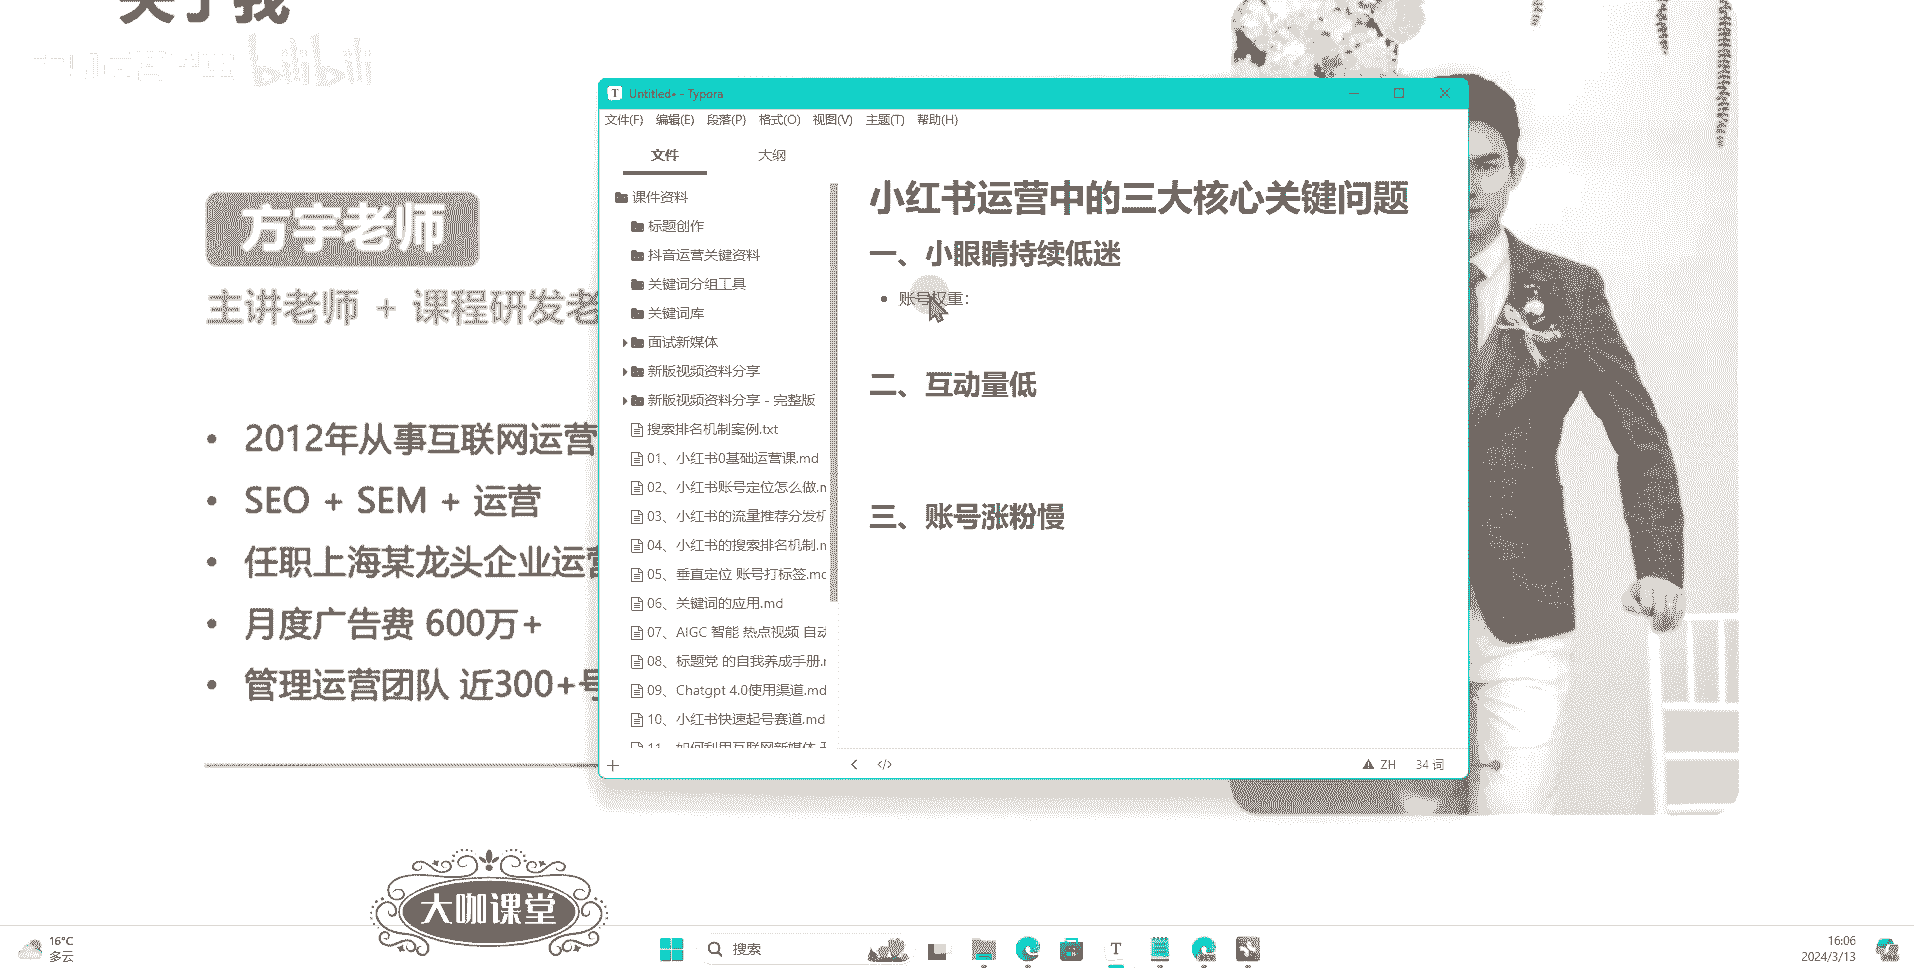 关于我
bilibili
方宇老师
主讲老师 + 课程研发老
2012年从事互联网运营
SEO + SEM + 运营
任职上海某龙头企业运营
月度广告费 600万+
管理运营团队 近300+号
大咖课堂
Untitled• - Typora
文件(F) 编辑(E) 段落(P) 格式(O) 视图(V) 主题(T) 帮助(H)
文件 大纲
课件资料
标题创作
抖音运营关键资料
关键词分组工具
关键词库
面试新媒体
新版视频资料分享
新版视频资料分享 - 完整版
搜索排名机制案例.txt
01、小红书0基础运营课.md
02、小红书账号定位怎么做.m
03、小红书的流量推荐分发机
04、小红书的搜索排名机制.m
05、垂直定位 账号打标签.md
06、关键词的应用.md
07、AIGC 智能 热点视频 自动
08、标题党 的自我养成手册.m
09、Chatgpt 4.0使用渠道.md
10、小红书快速起号赛道.md
11、如何利用互联网新媒体
小红书运营中的三大核心关键问题
一、小眼睛持续低迷
账号权重：
二、互动量低
三、账号涨粉慢
ZH 34 词
16°C
多云
搜索
16:06
2024/3/13